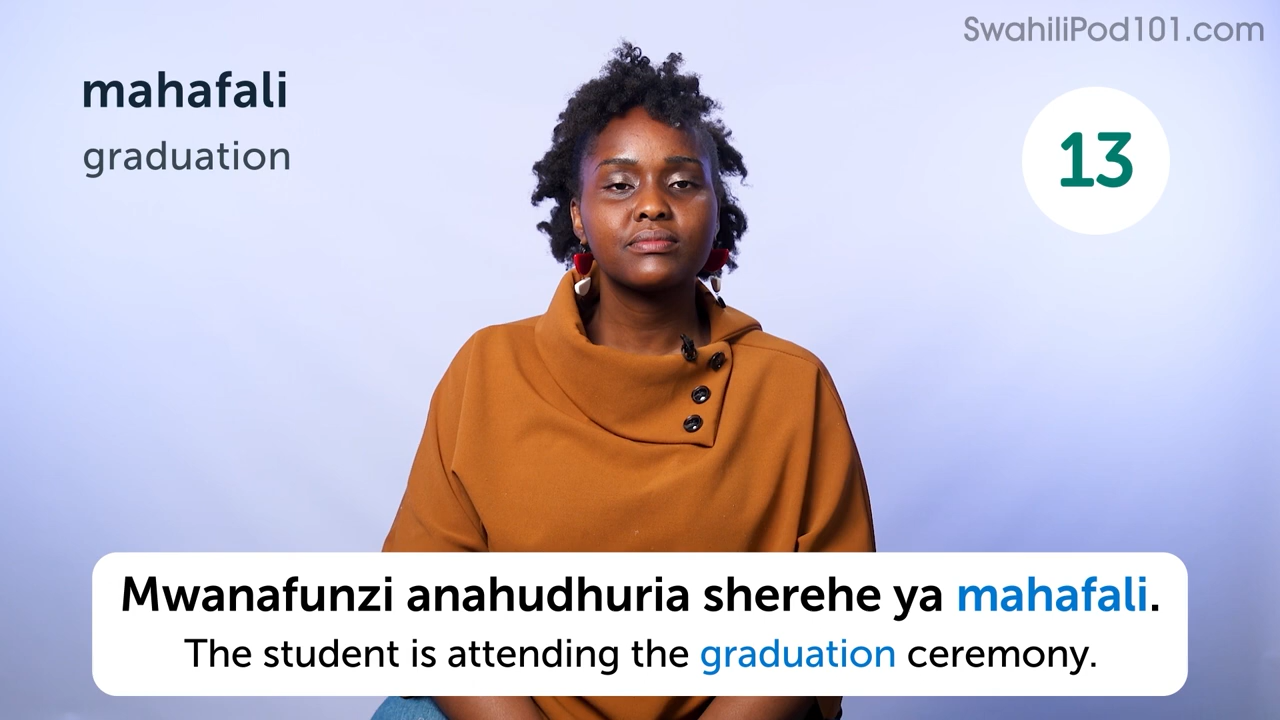 SwahiliPod101.com
mahafali
graduation
13
Mwanafunzi anahudhuria sherehe ya mahafali.
The student is attending the graduation ceremony.